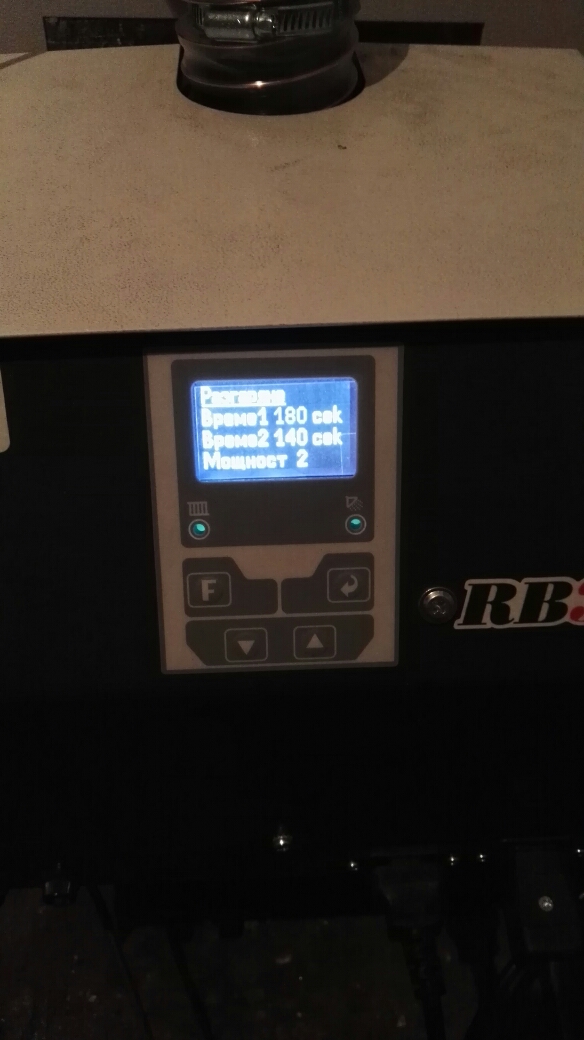 Разгаряне
Време1 180 сек
Време2 140 сек
Мощност 2
F
RB